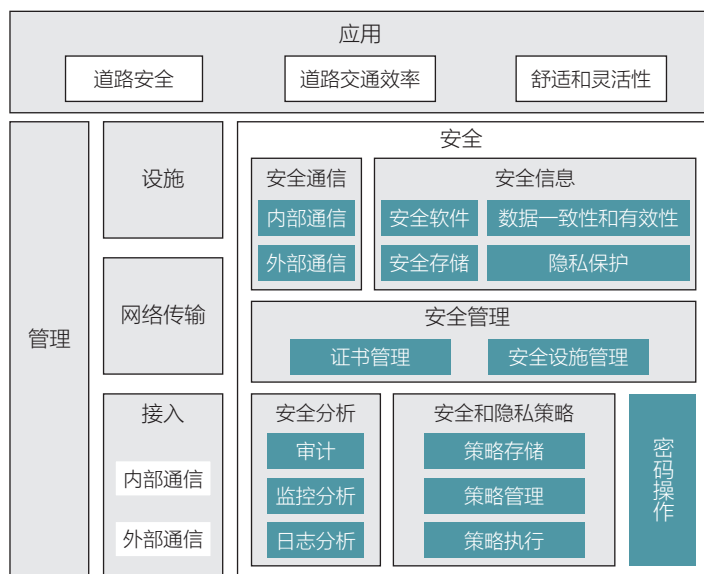 应用
道路安全
道路交通效率
舒适和灵活性
管理
设施
网络传输
接入
内部通信
外部通信
安全
安全通信
内部通信
外部通信
安全信息
安全软件
数据一致性和有效性
安全存储
隐私保护
安全管理
证书管理
安全设施管理
安全分析
审计
监控分析
日志分析
安全和隐私策略
策略存储
策略管理
策略执行
密码操作